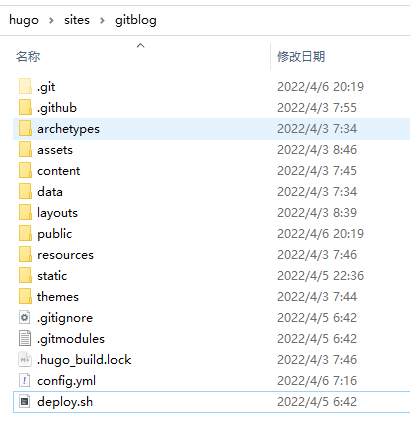 hugo > sites > gitblog
名称 修改日期
.git 2022/4/6 20:19
.github 2022/4/3 7:55
archetypes 2022/4/3 7:34
assets 2022/4/3 8:46
content 2022/4/3 7:45
data 2022/4/3 7:34
layouts 2022/4/3 8:39
public 2022/4/6 20:19
resources 2022/4/3 7:46
static 2022/4/5 22:36
themes 2022/4/3 7:44
.gitignore 2022/4/5 6:42
.gitmodules 2022/4/5 6:42
.hugo_build.lock 2022/4/3 7:46
config.yml 2022/4/6 7:16
deploy.sh 2022/4/5 6:42